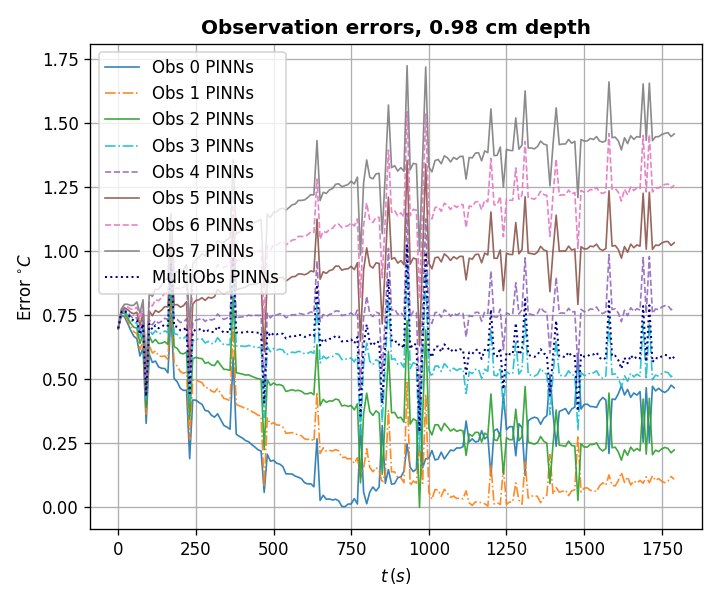 Observation errors, 0.98 cm depth
Error °C
1.75
1.50
1.25
1.00
0.75
0.50
0.25
0.00
Obs 0 PINNs
Obs 1 PINNs
Obs 2 PINNs
Obs 3 PINNs
Obs 4 PINNs
Obs 5 PINNs
Obs 6 PINNs
Obs 7 PINNs
MultiObs PINNs
0 250 500 750 1000 1250 1500 1750
t (s)